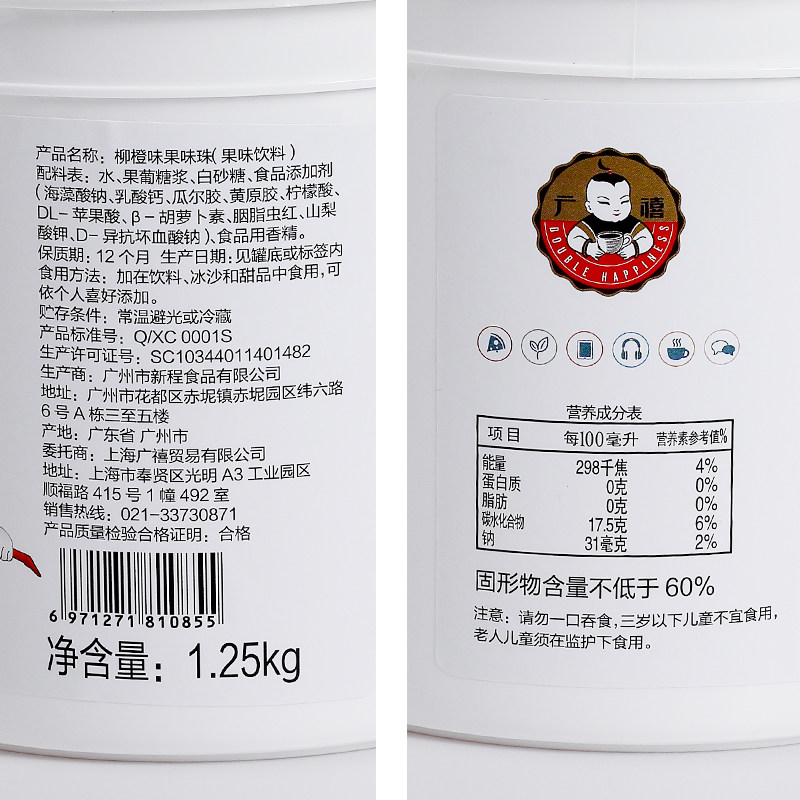 产品名称：柳橙味果味珠(果味饮料)
配料表：水、果葡糖浆、白砂糖、食品添加剂
(海藻酸钠、乳酸钙、瓜尔胶、黄原胶、柠檬酸、
DL-苹果酸、β-胡萝卜素、胭脂虫红、山梨
酸钾、D-异抗坏血酸钠)、食品用香精。
保质期：12个月 生产日期：见罐底或标签内
食用方法：加在饮料、冰沙和甜品中食用，可
依个人喜好添加。
贮存条件：常温避光或冷藏
产品标准号：Q/XC 0001S
生产许可证号：SC10344011401482
生产商：广州市新程食品有限公司
地址：广州市花都区赤坭镇赤坭园区纬六路
6号A栋三至五楼
产地：广东省 广州市
委托商：上海广禧贸易有限公司
地址：上海市奉贤区光明A3工业园区
顺福路415号1幢492室
销售热线：021-33730871
产品质量检验合格证明：合格
6 971271 810855
净含量：1.25kg
广 禧
DOUBLE HAPPINESS
营养成分表
项目 每100毫升 营养素参考值%
能量 298千焦 4%
蛋白质 0克 0%
脂肪 0克 0%
碳水化合物 17.5克 6%
钠 31毫克 2%
固形物含量不低于60%
注意：请勿一口吞食，三岁以下儿童不宜食用，
老人儿童须在监护下食用。